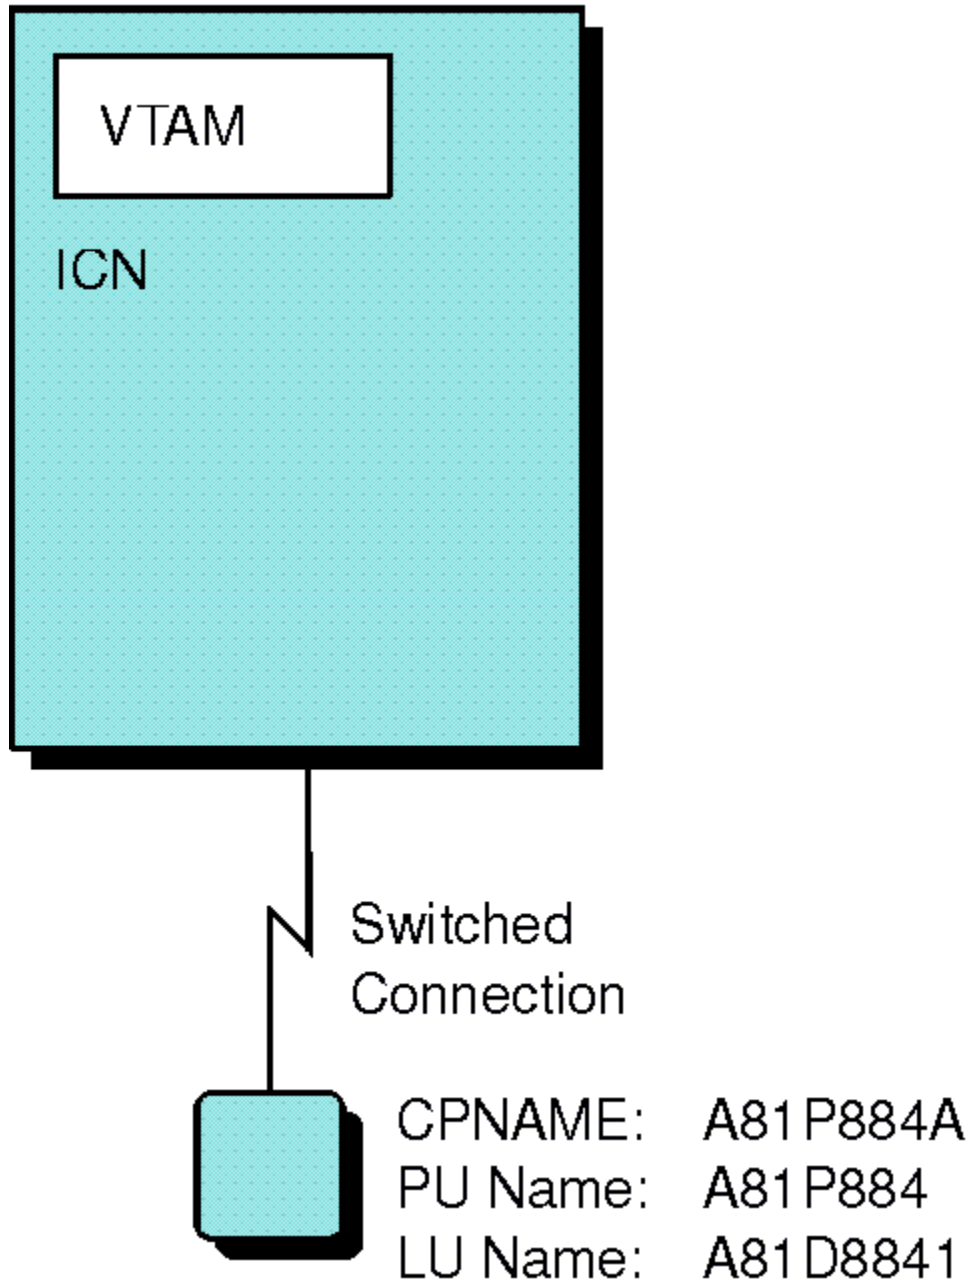 VTAM
ICN
Switched
Connection
CPNAME: A81P884A
PU Name: A81P884
LU Name: A81D8841